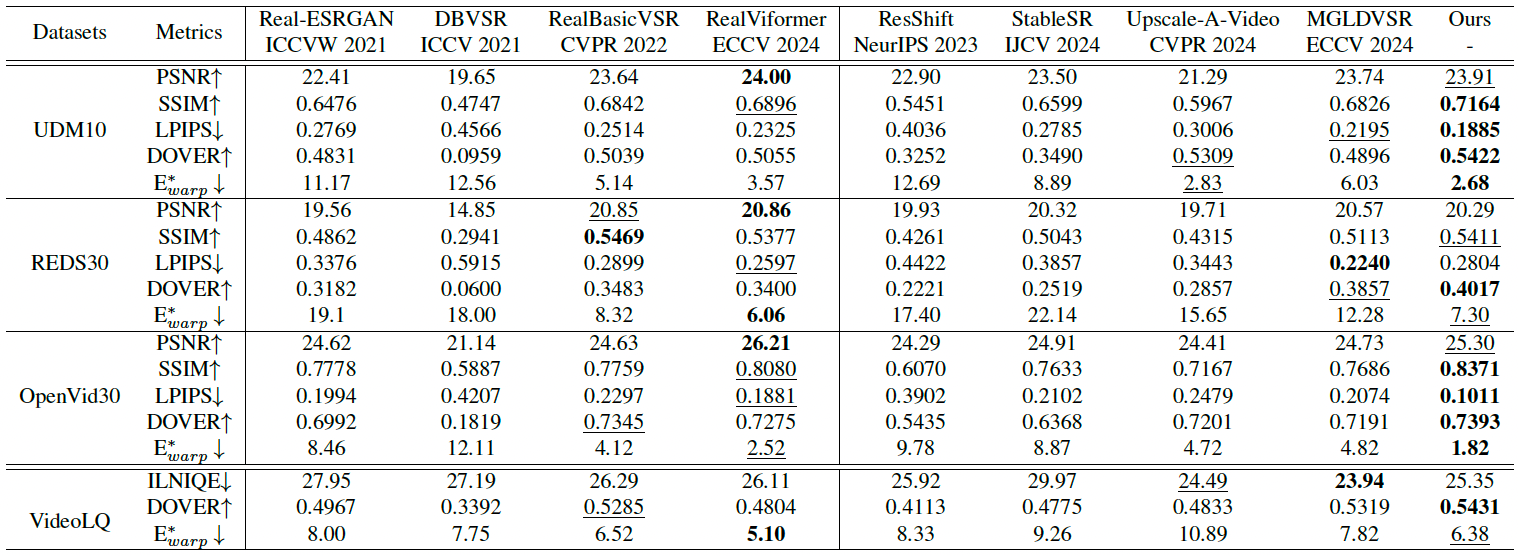 Datasets Metrics Real-ESRGAN DBVSR RealBasicVSR RealViformer ResShift StableSR Upscale-A-Video MGLDVSR Ours
ICCVW 2021 ICCV 2021 CVPR 2022 ECCV 2024 NeurIPS 2023 IJCV 2024 CVPR 2024 ECCV 2024 -
PSNR↑ 22.41 19.65 23.64 24.00 22.90 23.50 21.29 23.74 23.91
SSIM↑ 0.6476 0.4747 0.6842 0.6896 0.5451 0.6599 0.5967 0.6826 0.7164
UDM10 LPIPS↓ 0.2769 0.4566 0.2514 0.2325 0.4036 0.2785 0.3006 0.2195 0.1885
DOVER↑ 0.4831 0.0959 0.5039 0.5055 0.3252 0.3490 0.5309 0.4896 0.5422
E*warp ↓ 11.17 12.56 5.14 3.57 12.69 8.89 2.83 6.03 2.68
PSNR↑ 19.56 14.85 20.85 20.86 19.93 20.32 19.71 20.57 20.29
SSIM↑ 0.4862 0.2941 0.5469 0.5377 0.4261 0.5043 0.4315 0.5113 0.5411
REDS30 LPIPS↓ 0.3376 0.5915 0.2899 0.2597 0.4422 0.3857 0.3443 0.2240 0.2804
DOVER↑ 0.3182 0.0600 0.3483 0.3400 0.2221 0.2519 0.2857 0.3857 0.4017
E*warp ↓ 19.1 18.00 8.32 6.06 17.40 22.14 15.65 12.28 7.30
PSNR↑ 24.62 21.14 24.63 26.21 24.29 24.91 24.41 24.73 25.30
SSIM↑ 0.7778 0.5887 0.7759 0.8080 0.6070 0.7633 0.7167 0.7686 0.8371
OpenVid30 LPIPS↓ 0.1994 0.4207 0.2297 0.1881 0.3902 0.2102 0.2479 0.2074 0.1011
DOVER↑ 0.6992 0.1819 0.7345 0.7275 0.5435 0.6368 0.7201 0.7191 0.7393
E*warp ↓ 8.46 12.11 4.12 2.52 9.78 8.87 4.72 4.82 1.82
ILNIQE↓ 27.95 27.19 26.29 26.11 25.92 29.97 24.49 23.94 25.35
VideoLQ DOVER↑ 0.4967 0.3392 0.5285 0.4804 0.4113 0.4775 0.4833 0.5319 0.5431
E*warp ↓ 8.00 7.75 6.52 5.10 8.33 9.26 10.89 7.82 6.38